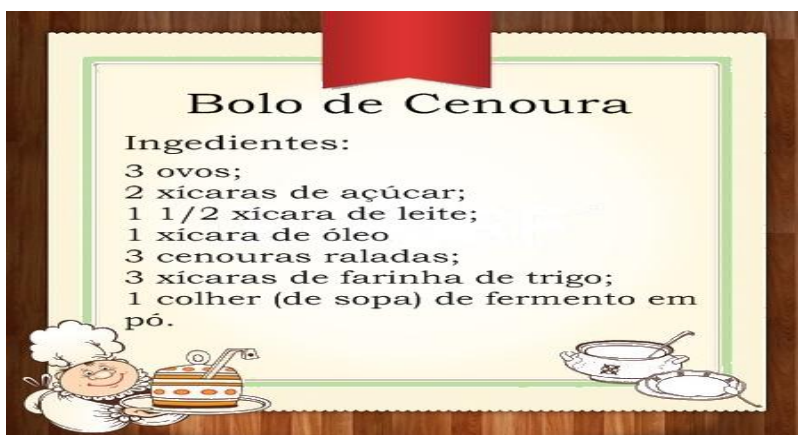 Bolo de Cenoura
Ingedientes:
3 ovos;
2 xícaras de açúcar;
1 1/2 xícara de leite;
1 xícara de óleo
3 cenouras raladas;
3 xícaras de farinha de trigo;
1 colher (de sopa) de fermento em
pó.